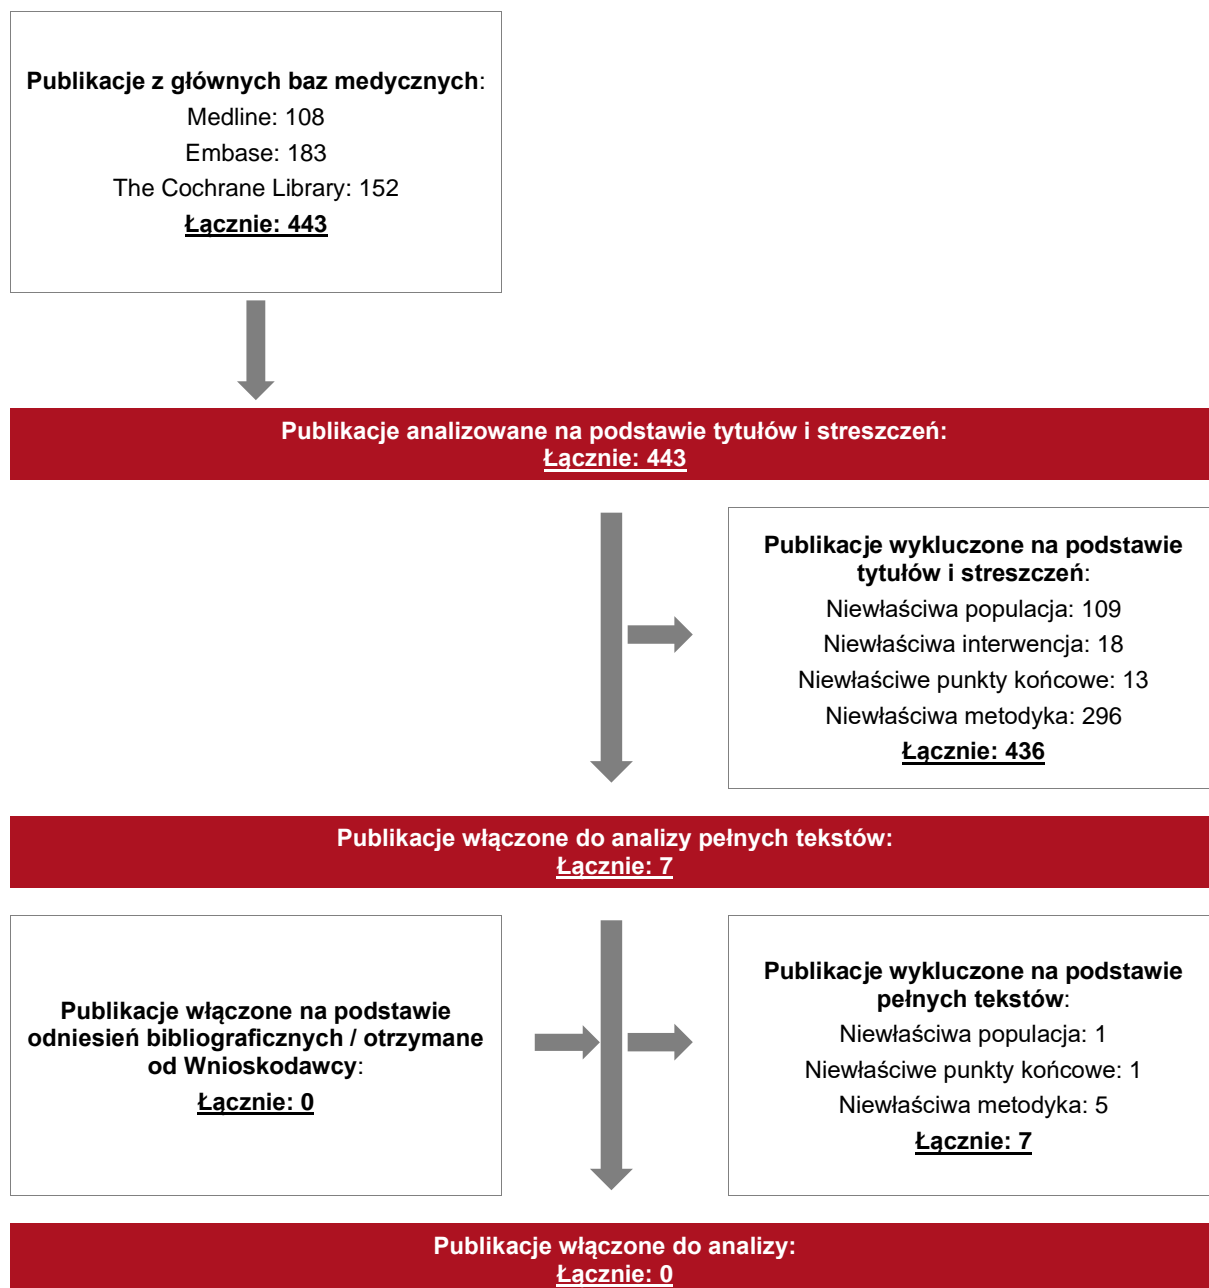 Publikacje z głównych baz medycznych:
Medline: 108
Embase: 183
The Cochrane Library: 152
Łącznie: 443
Publikacje analizowane na podstawie tytułów i streszczeń:
Łącznie: 443
Publikacje wykluczone na podstawie
tytułów i streszczeń:
Niewłaściwa populacja: 109
Niewłaściwa interwencja: 18
Niewłaściwe punkty końcowe: 13
Niewłaściwa metodyka: 296
Łącznie: 436
Publikacje włączone do analizy pełnych tekstów:
Łącznie: 7
Publikacje włączone na podstawie
odniesień bibliograficznych / otrzymane
od Wnioskodawcy:
Łącznie: 0
Publikacje wykluczone na podstawie
pełnych tekstów:
Niewłaściwa populacja: 1
Niewłaściwe punkty końcowe: 1
Niewłaściwa metodyka: 5
Łącznie: 7
Publikacje włączone do analizy:
Łącznie: 0